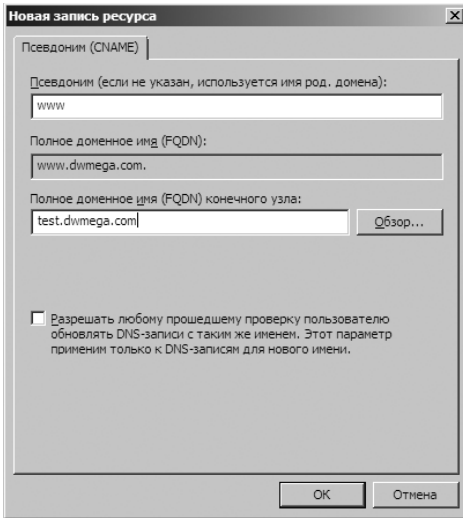 Новая запись ресурса
Псевдоним (CNAME)
Псевдоним (если не указан, используется имя род. домена):
www
Полное доменное имя (FQDN):
www.dwmega.com.
Полное доменное имя (FQDN) конечного узла:
test.dwmega.com
Обзор...
Разрешать любому прошедшему проверку пользователю
обновлять DNS-записи с таким же именем. Этот параметр
применим только к DNS-записям для нового имени.
OK
Отмена